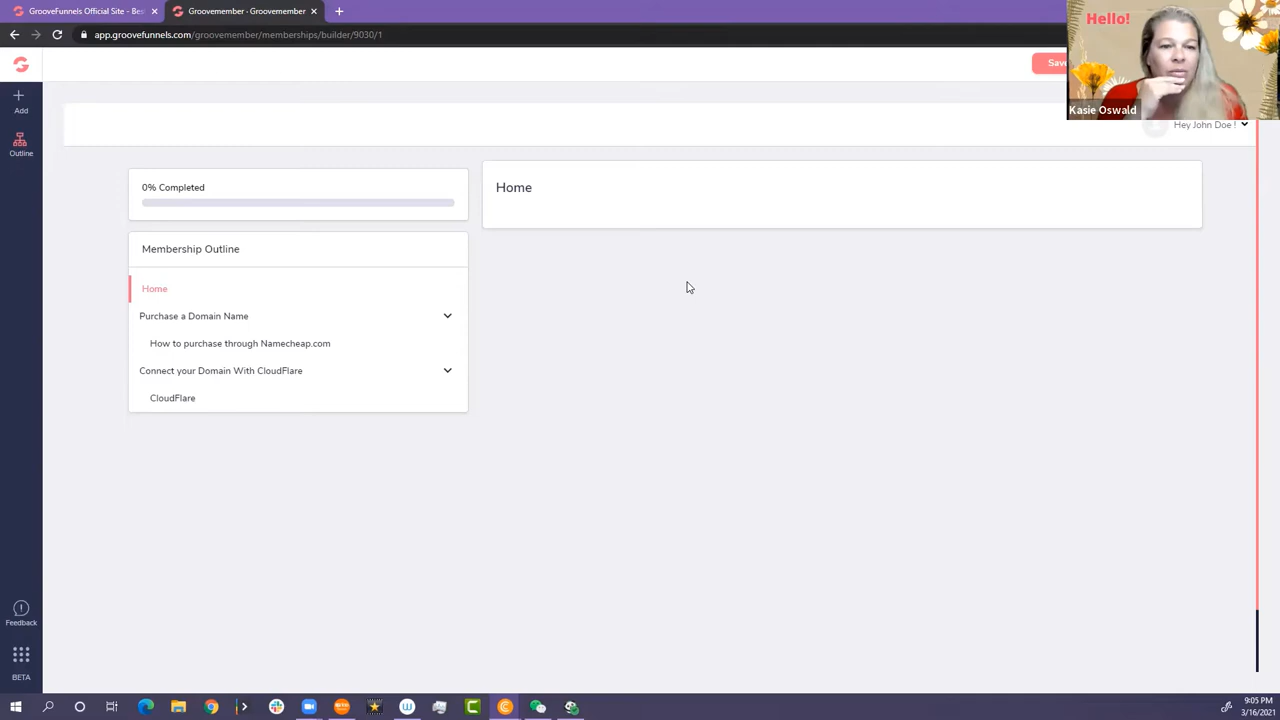 GrooveFunnels Official Site - Bes
Groovemember - Groovember
app.groovefunnels.com/groovemember/memberships/builder/9030/1
Hello!
Add
Save
Kasie Oswald
Hey John Doe !
Outline
0% Completed
Home
Membership Outline
Home
Purchase a Domain Name
How to purchase through Namecheap.com
Connect your Domain With CloudFlare
CloudFlare
Feedback
BETA
9:05 PM
3/16/2021